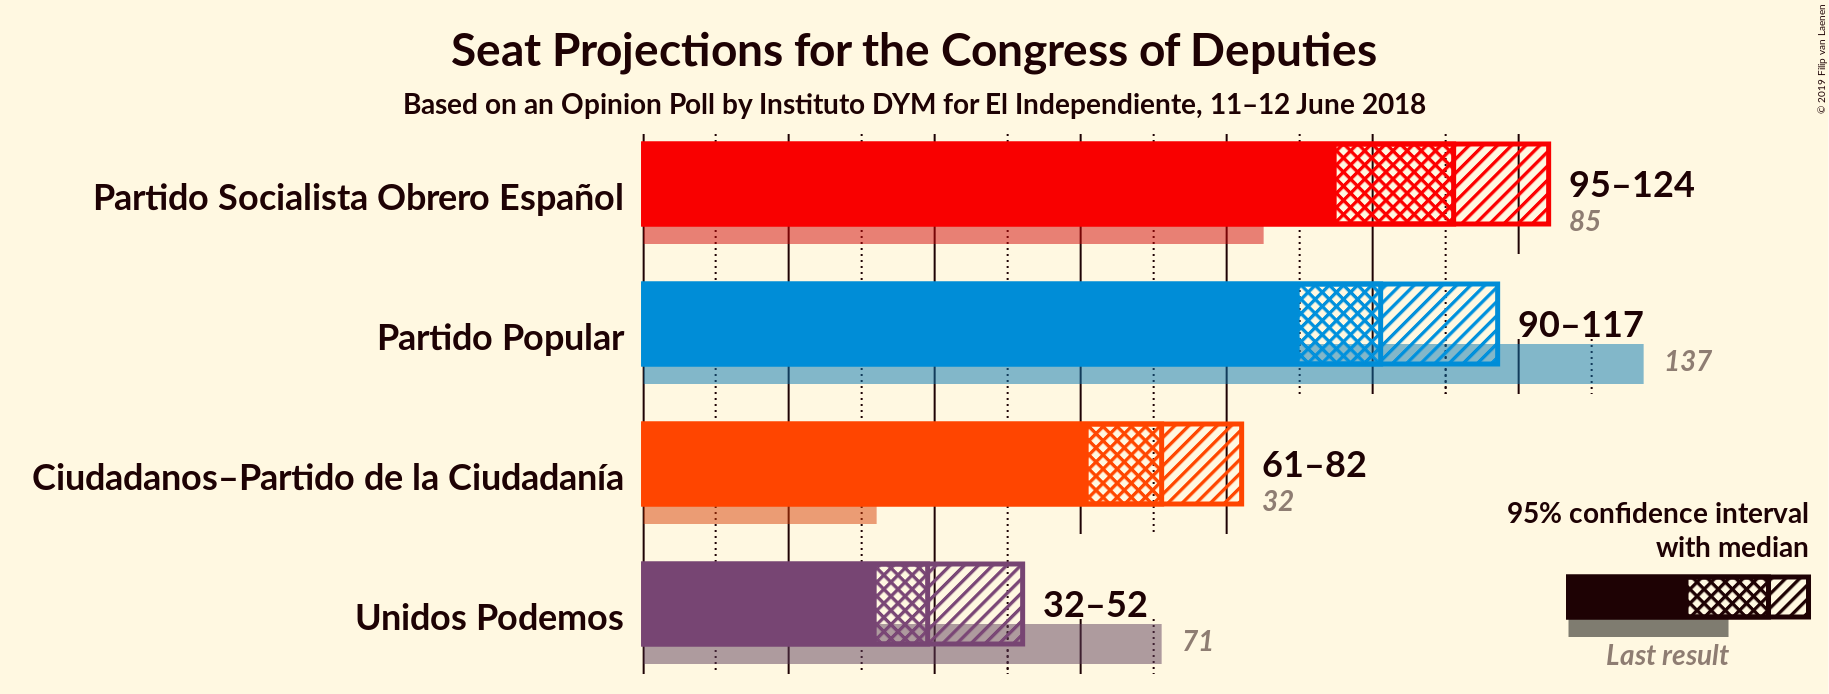 Seat Projections for the Congress of Deputies
Based on an Opinion Poll by Instituto DYM for El Independiente, 11–12 June 2018
© 2019 Filip van Laenen
Partido Socialista Obrero Español
95–124
85
Partido Popular
90–117
137
Ciudadanos–Partido de la Ciudadanía
61–82
32
Unidos Podemos
32–52
71
95% confidence interval
with median
Last result